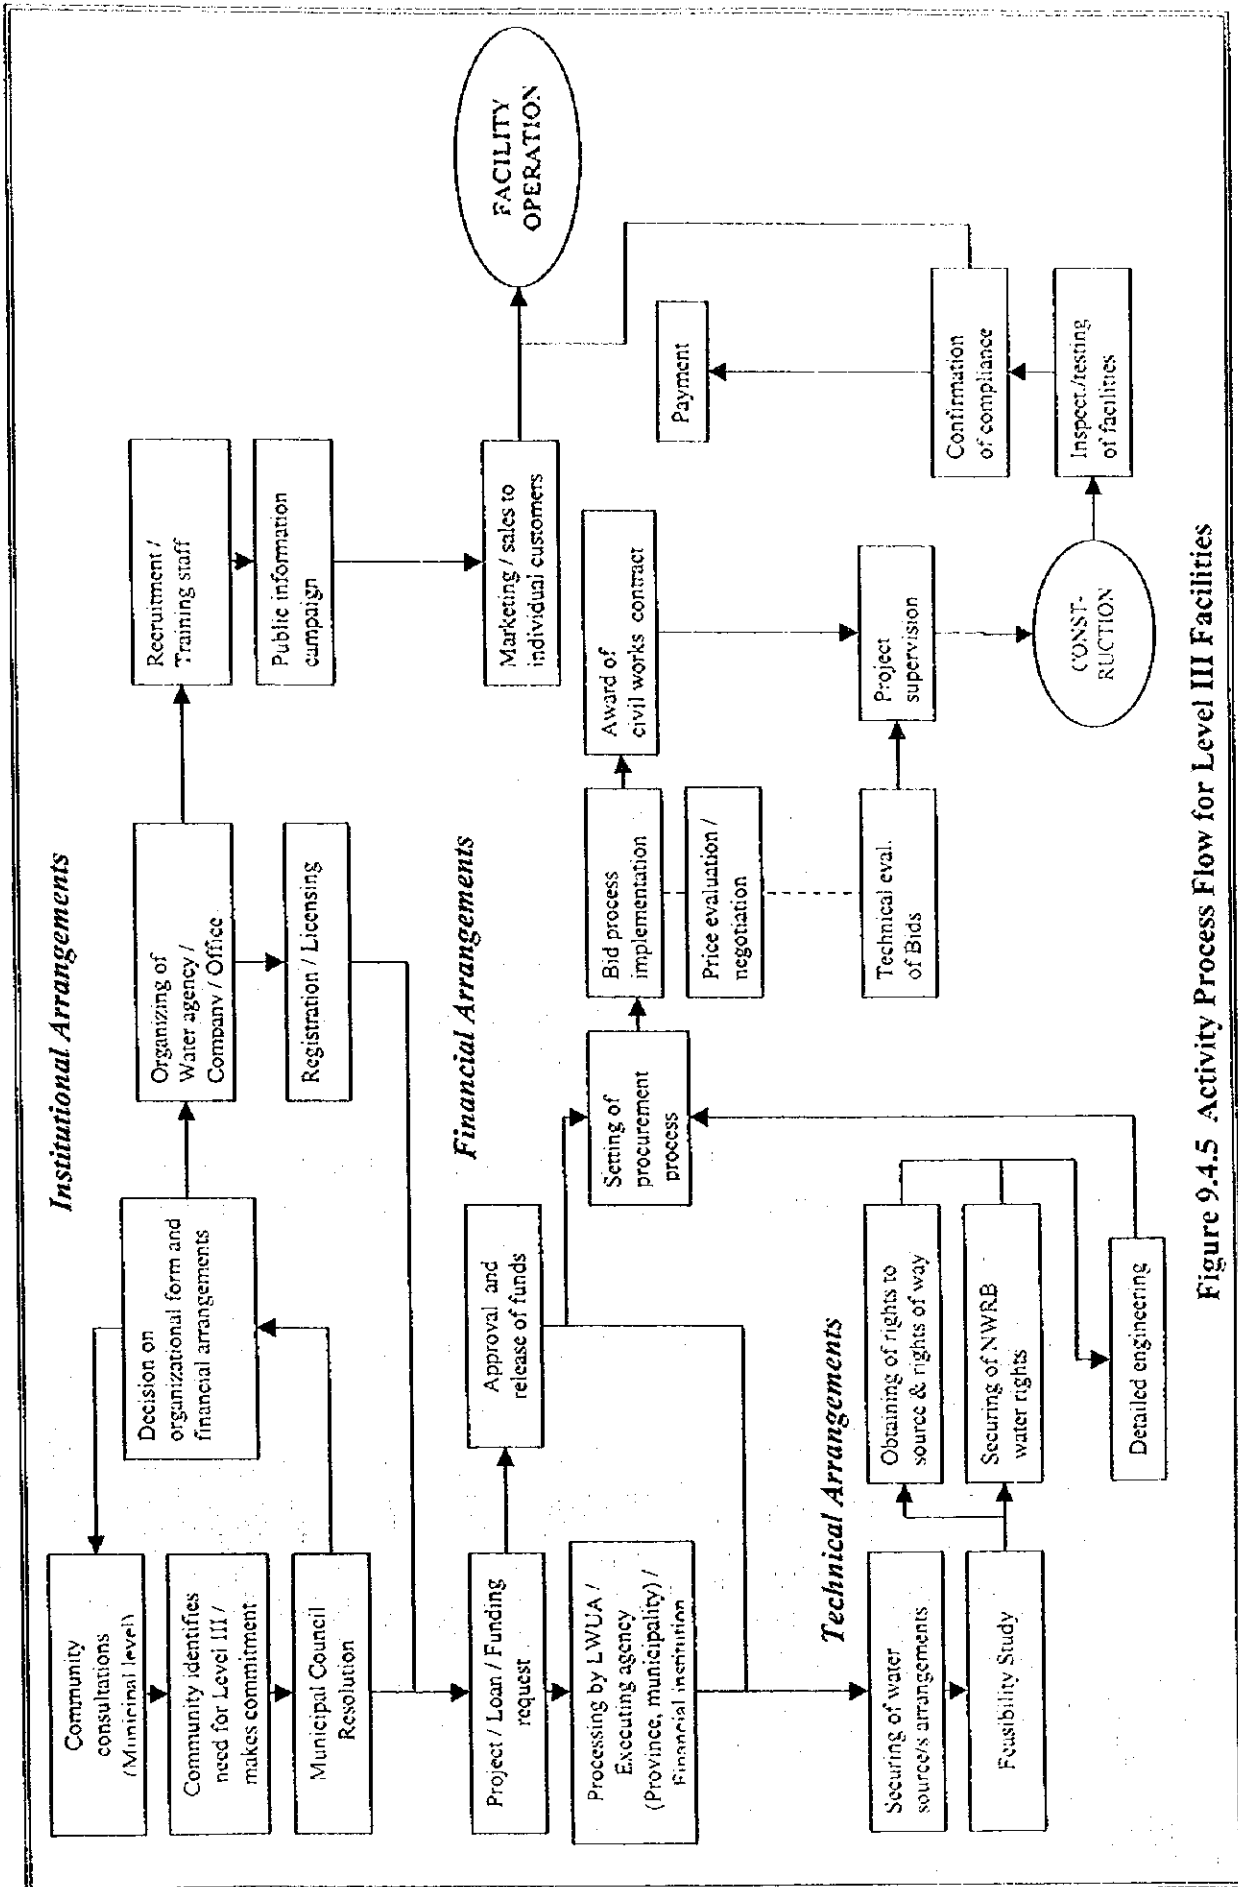 Institutional Arrangements
Community
consultations
(Municipal level)
Community identifies
need for Level III /
makes commitment
Municipal Council
Resolution
Decision on
organizational form and
financial arrangements
Organizing of
Water agency /
Company / Office
Registration / Licensing
Recruitment /
Training staff
Public information
campaign
Marketing / sales to
individual customers
FACILITY
OPERATION
Financial Arrangements
Project / Loan / Funding
request
Processing by LWUA /
Executing agency
(Province, municipality) /
Financial institution
Approval and
release of funds
Setting of
procurement
process
Bid process
implementation
Price evaluation /
negotiation
Award of
civil works contract
Payment
Technical Arrangements
Securing of water
source/s arrangements
Feasibility Study
Obtaining of rights to
source & rights of way
Securing of NWRB
water rights
Detailed engineering
Technical eval.
of Bids
Project
supervision
CONST-
RUCTION
Confirmation
of compliance
Inspect./testing
of facilities
Figure 9.4.5 Activity Process Flow for Level III Facilities